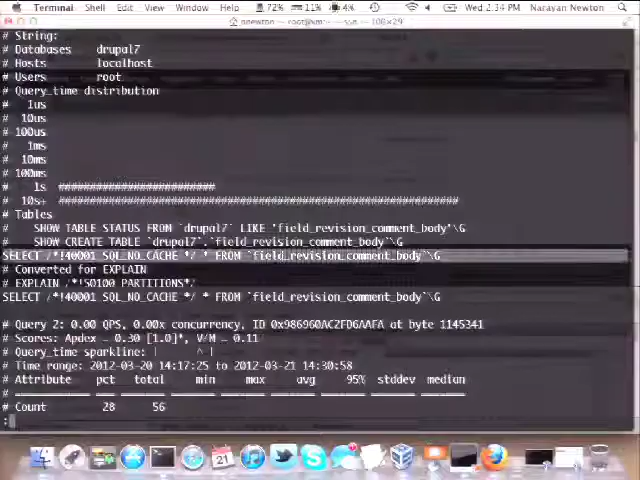 Terminal Shell Edit View Window Help 72% 11% 4% Wed 2:34 PM Narayan Newton
# String:
# Databases drupal7
# Hosts localhost
# Users root
# Query_time distribution
# 1us
# 10us
# 100us
# 1ms
# 10ms
# 100ms
# 1s #########################
# 10s+ ################################################################
# Tables
# SHOW TABLE STATUS FROM `drupal7` LIKE 'field_revision_comment_body'\G
# SHOW CREATE TABLE `drupal7`.`field_revision_comment_body`\G
SELECT /*!40001 SQL_NO_CACHE */ * FROM `field_revision_comment_body`\G
# Converted for EXPLAIN
# EXPLAIN /*!50100 PARTITIONS*/
SELECT /*!40001 SQL_NO_CACHE */ * FROM `field_revision_comment_body`\G
# Query 2: 0.00 QPS, 0.00x concurrency, ID 0x986960AC2FD6AAFA at byte 1145341
# Scores: Apdex = 0.30 [1.0]*, V/M = 0.11
# Query_time sparkline: | ^ |
# Time range: 2012-03-20 14:17:25 to 2012-03-21 14:30:58
# Attribute pct total min max avg 95% stddev median
# Count 28 56
:
21